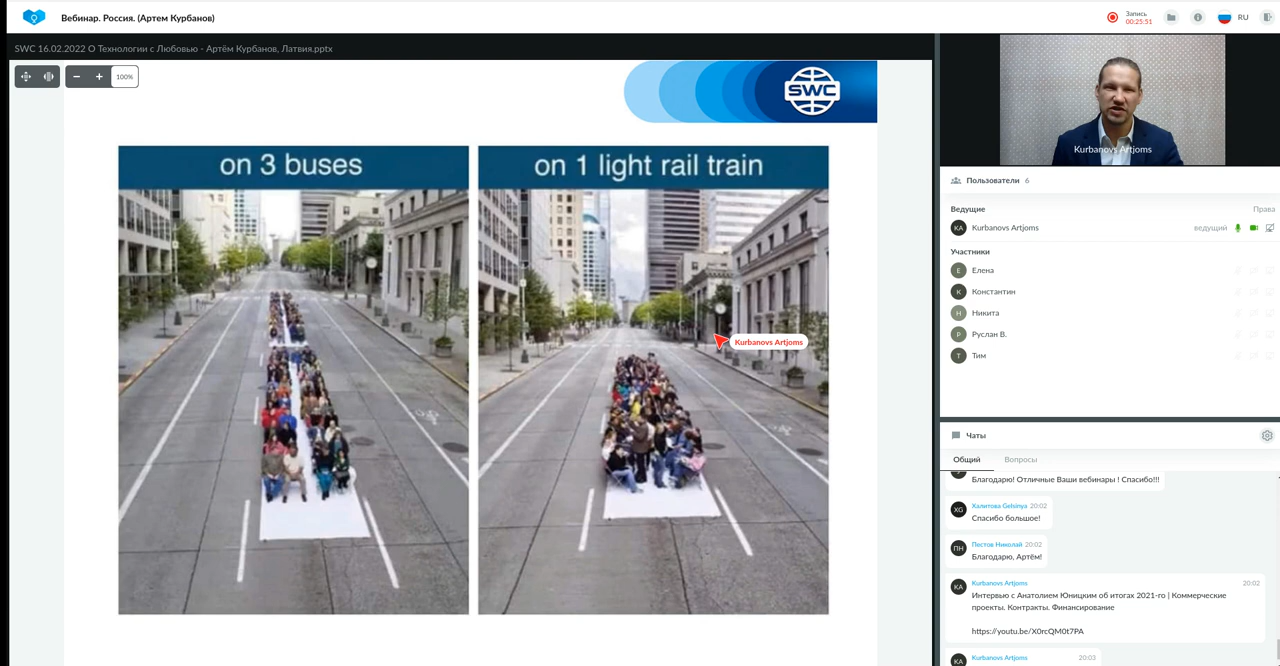 Вебинар. Россия. (Артем Курбанов)
Запись
00:25:51
RU
SWC 16.02.2022 О Технологии с Любовью - Артём Курбанов, Латвия.pptx
100%
SWC
on 3 buses
on 1 light rail train
Kurbanovs Artjoms
Kurbanovs Artjoms
Пользователи 6
Ведущие
Права
KA Kurbanovs Artjoms ведущий
Участники
Е Елена
К Константин
Н Никита
Р Руслан В.
Т Тим
Чаты
Общий Вопросы
Благодарю! Отличные Ваши вебинары ! Спасибо!!!
XG Халитова Gelsinya 20:02
Спасибо большое!
ПН Пестов Николай 20:02
Благодарю, Артём!
KA Kurbanovs Artjoms 20:02
Интервью с Анатолием Юницким об итогах 2021-го | Коммерческие
проекты. Контракты. Финансирование
https://youtu.be/X0rcQM0t7PA
KA Kurbanovs Artjoms 20:03